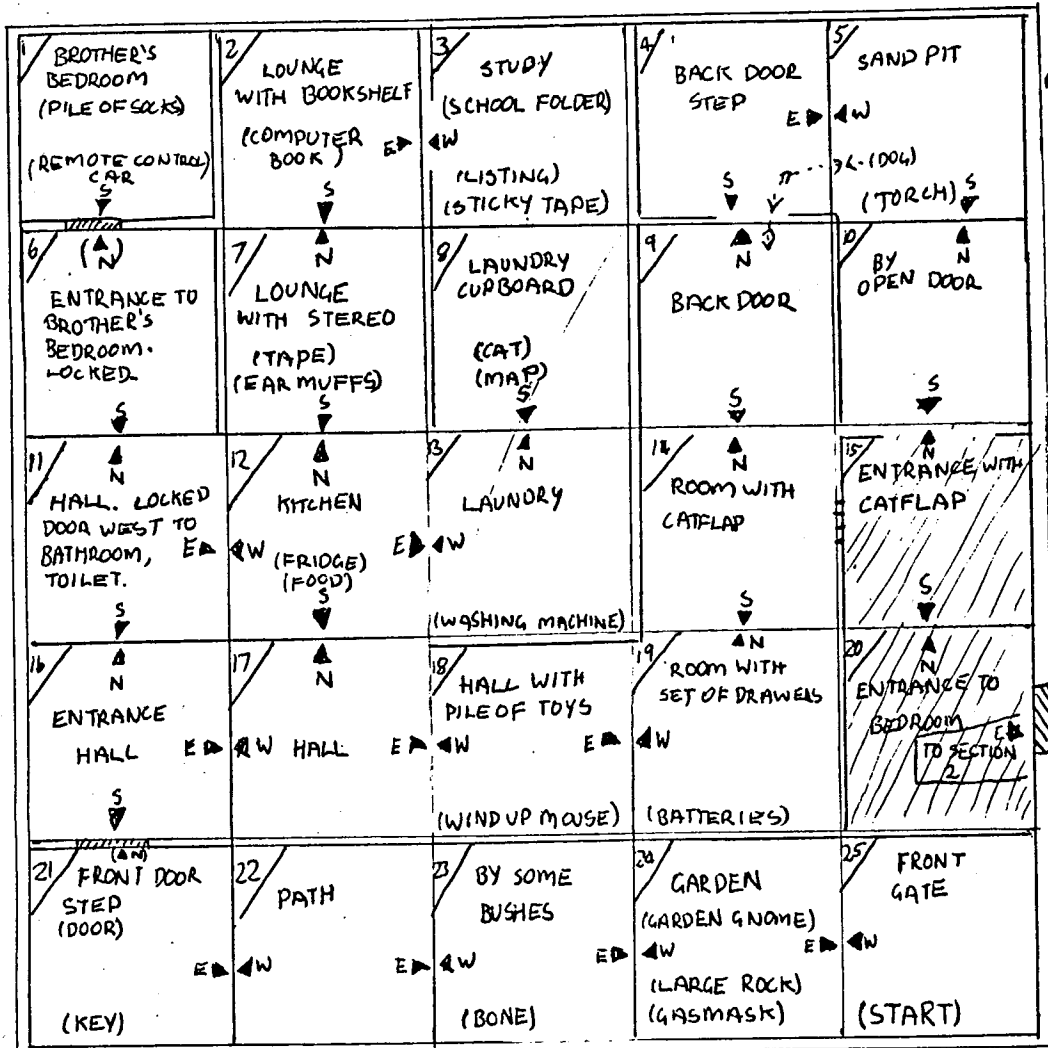 1
BROTHER'S
BEDROOM
(PILE OF SOCKS)
(REMOTE CONTROL)
CAR
S
2
LOUNGE
WITH BOOKSHELF
(COMPUTER
BOOK)
E
S
3
STUDY
(SCHOOL FOLDER)
W
(LISTING)
(STICKY TAPE)
4
BACK DOOR
STEP
E
S
5
SAND PIT
W
(DOG)
(TORCH)
S
6
(N)
ENTRANCE TO
BROTHER'S
BEDROOM.
LOCKED.
S
7
N
LOUNGE
WITH STEREO
(TAPE)
(EAR MUFFS)
S
8
LAUNDRY
CUPBOARD
(CAT)
(MAP)
S
9
N
BACK DOOR
S
10
N
BY
OPEN DOOR
S
11
N
HALL. LOCKED
DOOR WEST TO
BATHROOM,
TOILET.
E
S
12
N
KITCHEN
W
E
(FRIDGE)
(FOOD)
S
13
N
LAUNDRY
W
(WASHING MACHINE)
14
N
ROOM WITH
CATFLAP
S
15
N
ENTRANCE WITH
CATFLAP
S
16
N
ENTRANCE
HALL
E
S
17
N
W HALL E
18
HALL WITH
PILE OF TOYS
W
E
(WIND UP MOUSE)
19
N
ROOM WITH
SET OF DRAWERS
W
(BATTERIES)
20
N
ENTRANCE TO
BEDROOM
E
TO SECTION
2
21
(N)
FRONT DOOR
STEP
(DOOR)
E
(KEY)
22
PATH
W
E
23
BY SOME
BUSHES
W
E
(BONE)
24
GARDEN
(GARDEN GNOME)
W
E
(LARGE ROCK)
(GASMASK)
25
FRONT
GATE
W
(START)